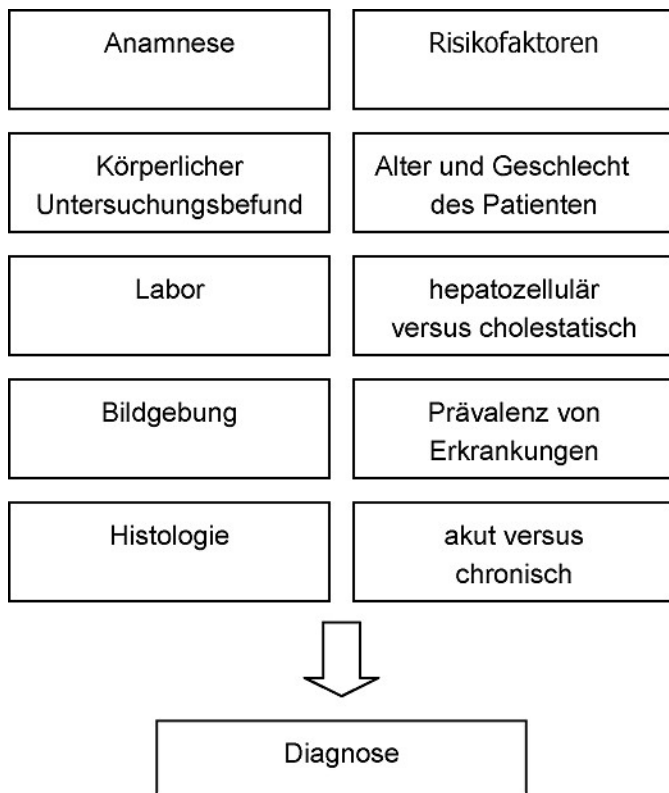 Anamnese
Risikofaktoren
Körperlicher
Untersuchungsbefund
Alter und Geschlecht
des Patienten
Labor
hepatozellulär
versus cholestatisch
Bildgebung
Prävalenz von
Erkrankungen
Histologie
akut versus
chronisch
Diagnose